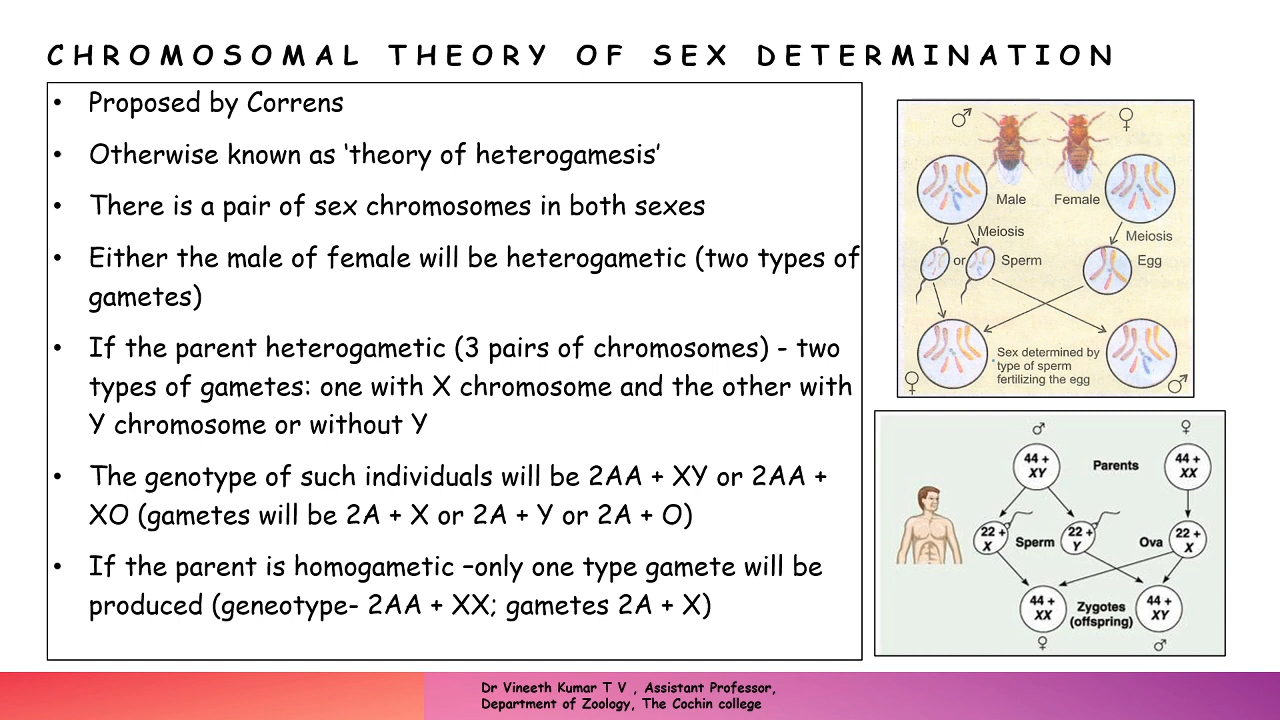 CHROMOSOMAL THEORY OF SEX DETERMINATION
• Proposed by Correns
• Otherwise known as ‘theory of heterogamesis’
• There is a pair of sex chromosomes in both sexes
• Either the male of female will be heterogametic (two types of
gametes)
• If the parent heterogametic (3 pairs of chromosomes) - two
types of gametes: one with X chromosome and the other with
Y chromosome or without Y
• The genotype of such individuals will be 2AA + XY or 2AA +
XO (gametes will be 2A + X or 2A + Y or 2A + O)
• If the parent is homogametic –only one type gamete will be
produced (geneotype- 2AA + XX; gametes 2A + X)
♂ ♀
Male Female
Meiosis
Meiosis
or Sperm Egg
Sex determined by
type of sperm
fertilizing the egg
♀ ♂
♂ ♀
44 +
XY
Parents
44 +
XX
22 +
X
Sperm
22 +
Y
Ova
22 +
X
44 +
XX
Zygotes
(offspring)
44 +
XY
♀ ♂
Dr Vineeth Kumar T V , Assistant Professor,
Department of Zoology, The Cochin college